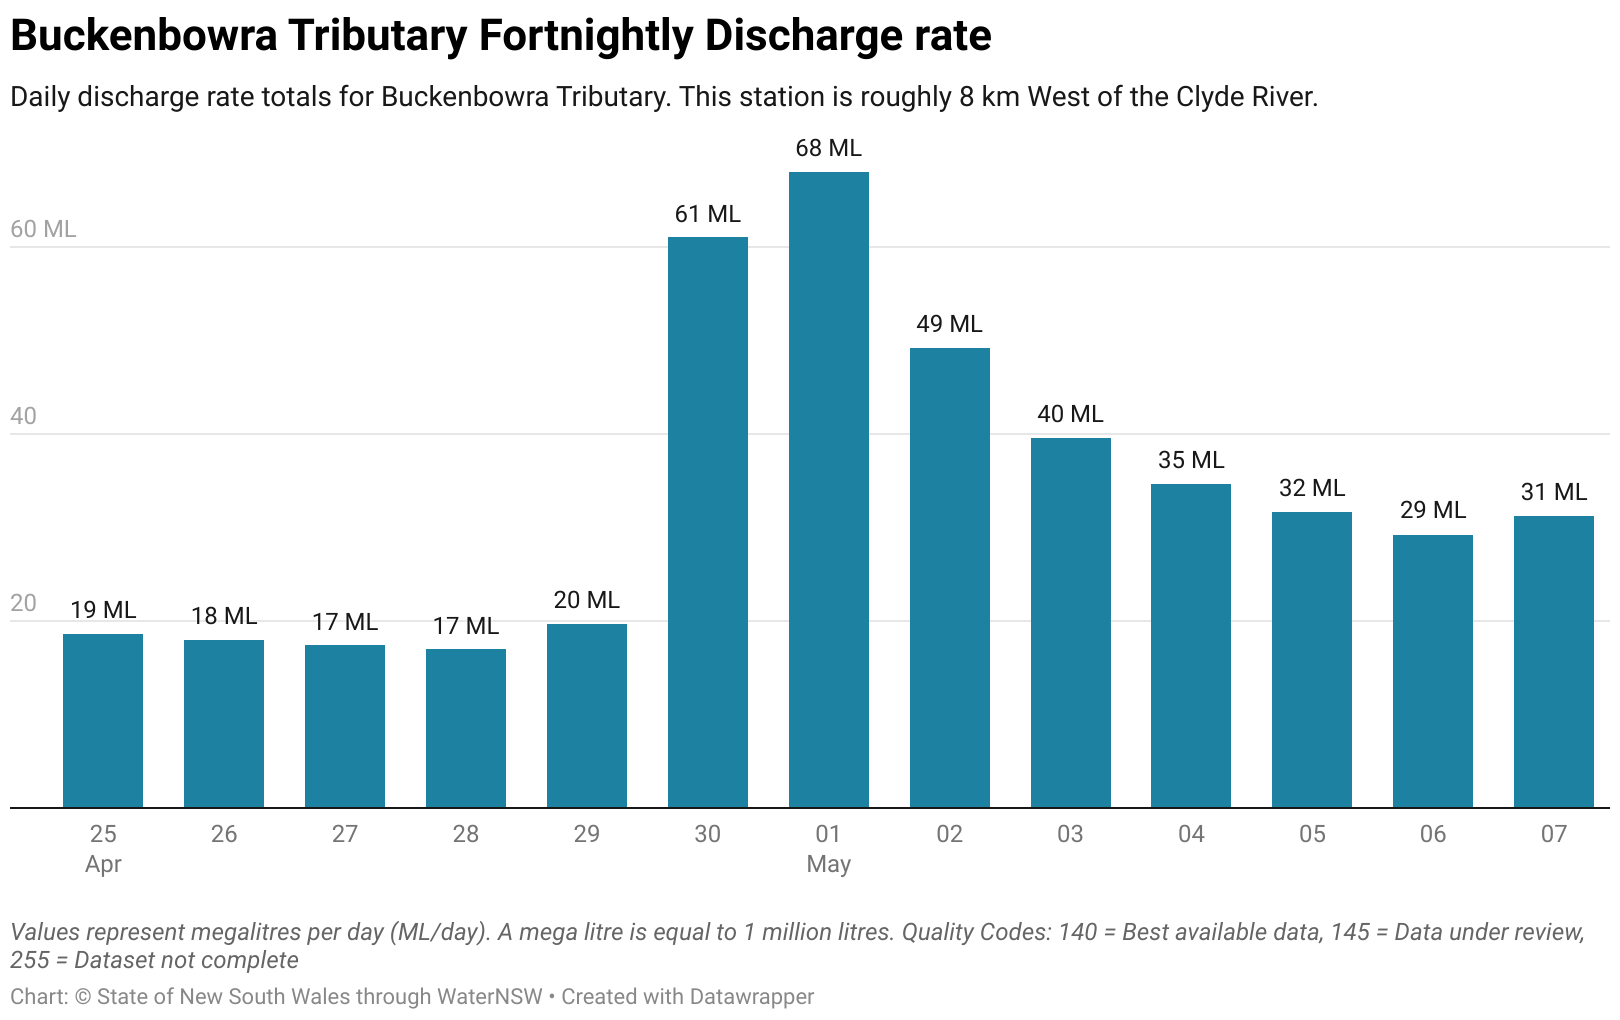 Buckenbowra Tributary Fortnightly Discharge rate
Daily discharge rate totals for Buckenbowra Tributary. This station is roughly 8 km West of the Clyde River.
68 ML
61 ML
60 ML
49 ML
40
40 ML
35 ML
32 ML
29 ML
31 ML
20
19 ML
18 ML
17 ML
17 ML
20 ML
25 26 27 28 29 30 01 02 03 04 05 06 07
Apr May
Values represent megalitres per day (ML/day). A mega litre is equal to 1 million litres. Quality Codes: 140 = Best available data, 145 = Data under review,
255 = Dataset not complete
Chart: © State of New South Wales through WaterNSW • Created with Datawrapper